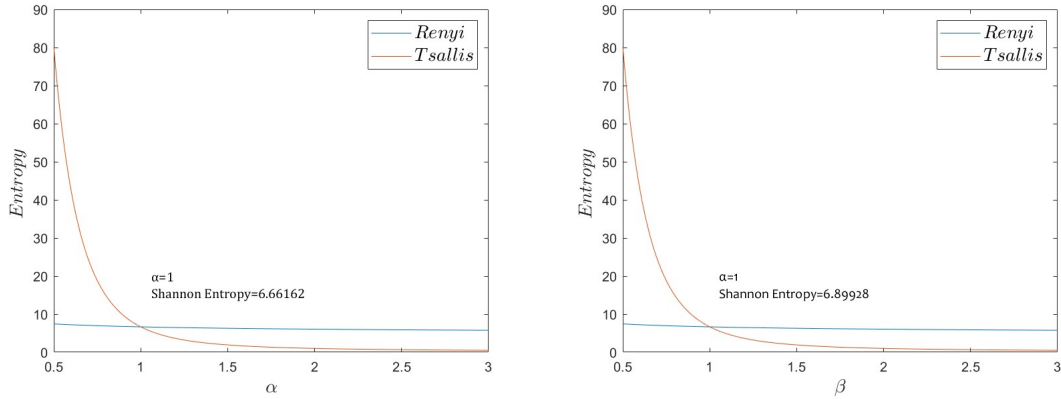 90
80
70
60
50
40
30
20
10
0
Entropy
Renyi
Tsallis
α=1
Shannon Entropy=6.66162
0.5 1 1.5 2 2.5 3
α
90
80
70
60
50
40
30
20
10
0
Entropy
Renyi
Tsallis
α=1
Shannon Entropy=6.89928
0.5 1 1.5 2 2.5 3
β